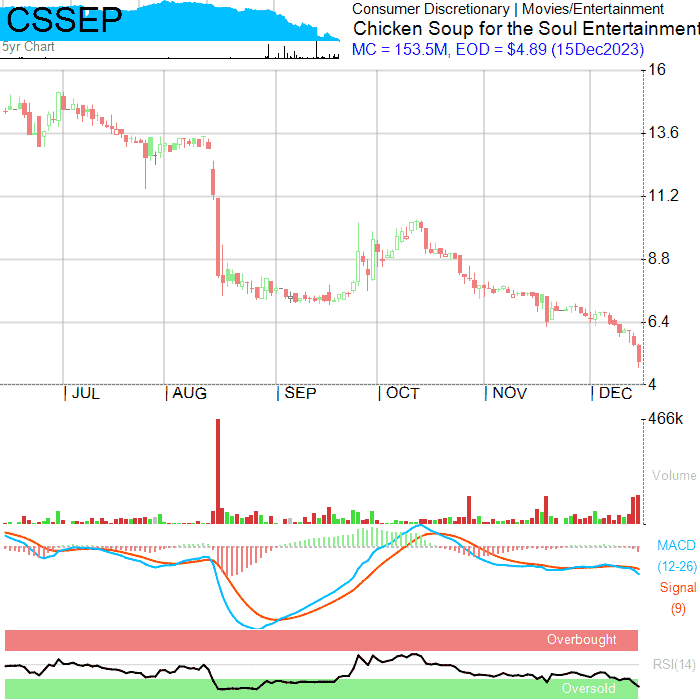 CSSEP
5yr Chart
Consumer Discretionary | Movies/Entertainment
Chicken Soup for the Soul Entertainment
MC = 153.5M, EOD = $4.89 (15Dec2023)
16
13.6
11.2
8.8
6.4
4
JUL AUG SEP OCT NOV DEC
466k
Volume
MACD
(12-26)
Signal
(9)
Overbought
RSI(14)
Oversold